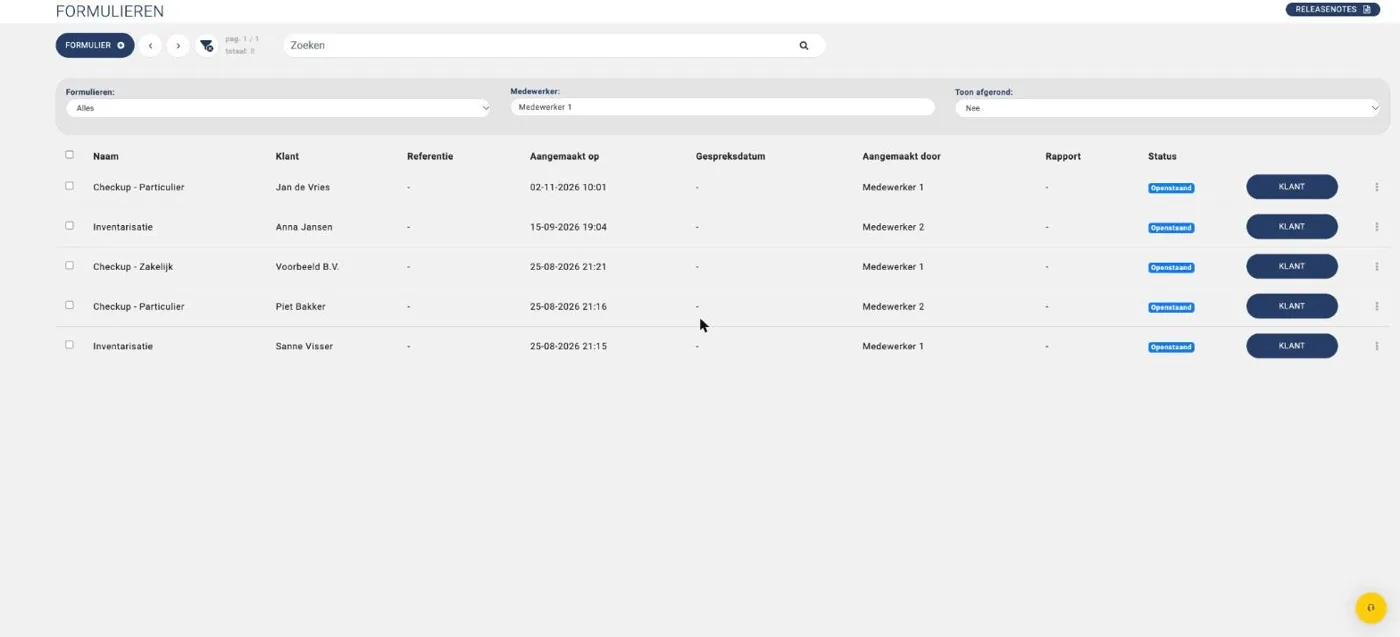 FORMULIEREN
RELEASENOTES
FORMULIER
pag. 1 / 1
Zoeken
Formulieren:
Medewerker:
Toon afgerond:
Alles
Medewerker 1
Nee
Naam Klant Referentie Aangemaakt op Gespreksdatum Aangemaakt door Rapport Status
Checkup - Particulier Jan de Vries - 02-11-2026 10:01 - Medewerker 1 - Openstaand KLANT
Inventarisatie Anna Jansen - 15-09-2026 19:04 - Medewerker 2 - Openstaand KLANT
Checkup - Zakelijk Voorbeeld B.V. - 25-08-2026 21:21 - Medewerker 1 - Openstaand KLANT
Checkup - Particulier Piet Bakker - 25-08-2026 21:16 - Medewerker 2 - Openstaand KLANT
Inventarisatie Sanne Visser - 25-08-2026 21:15 - Medewerker 1 - Openstaand KLANT